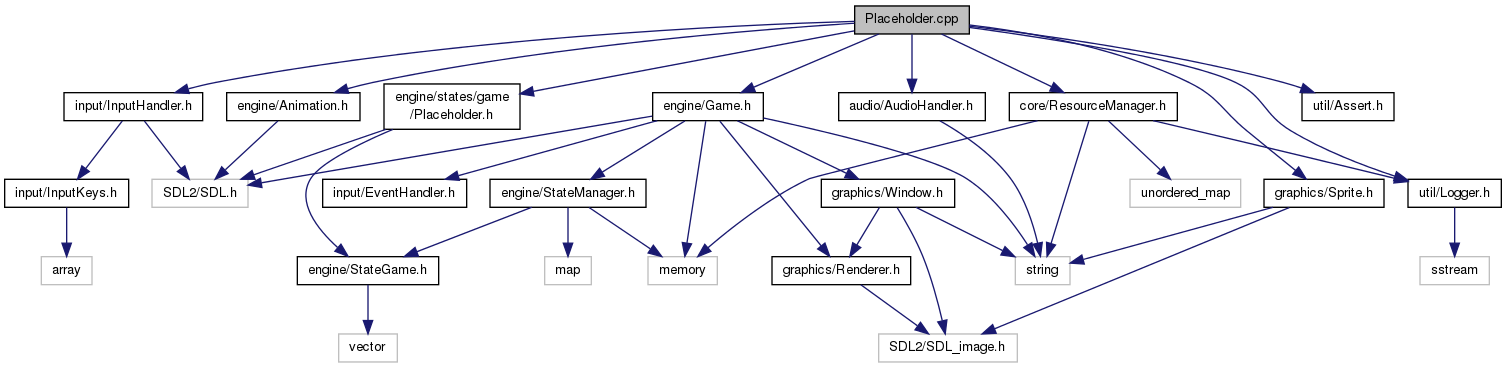 Placeholder.cpp
input/InputHandler.h
engine/Animation.h
engine/states/game
/Placeholder.h
engine/Game.h
audio/AudioHandler.h
core/ResourceManager.h
util/Assert.h
input/InputKeys.h
SDL2/SDL.h
input/EventHandler.h
engine/StateManager.h
graphics/Window.h
unordered_map
graphics/Sprite.h
util/Logger.h
array
engine/StateGame.h
map
memory
graphics/Renderer.h
string
sstream
vector
SDL2/SDL_image.h